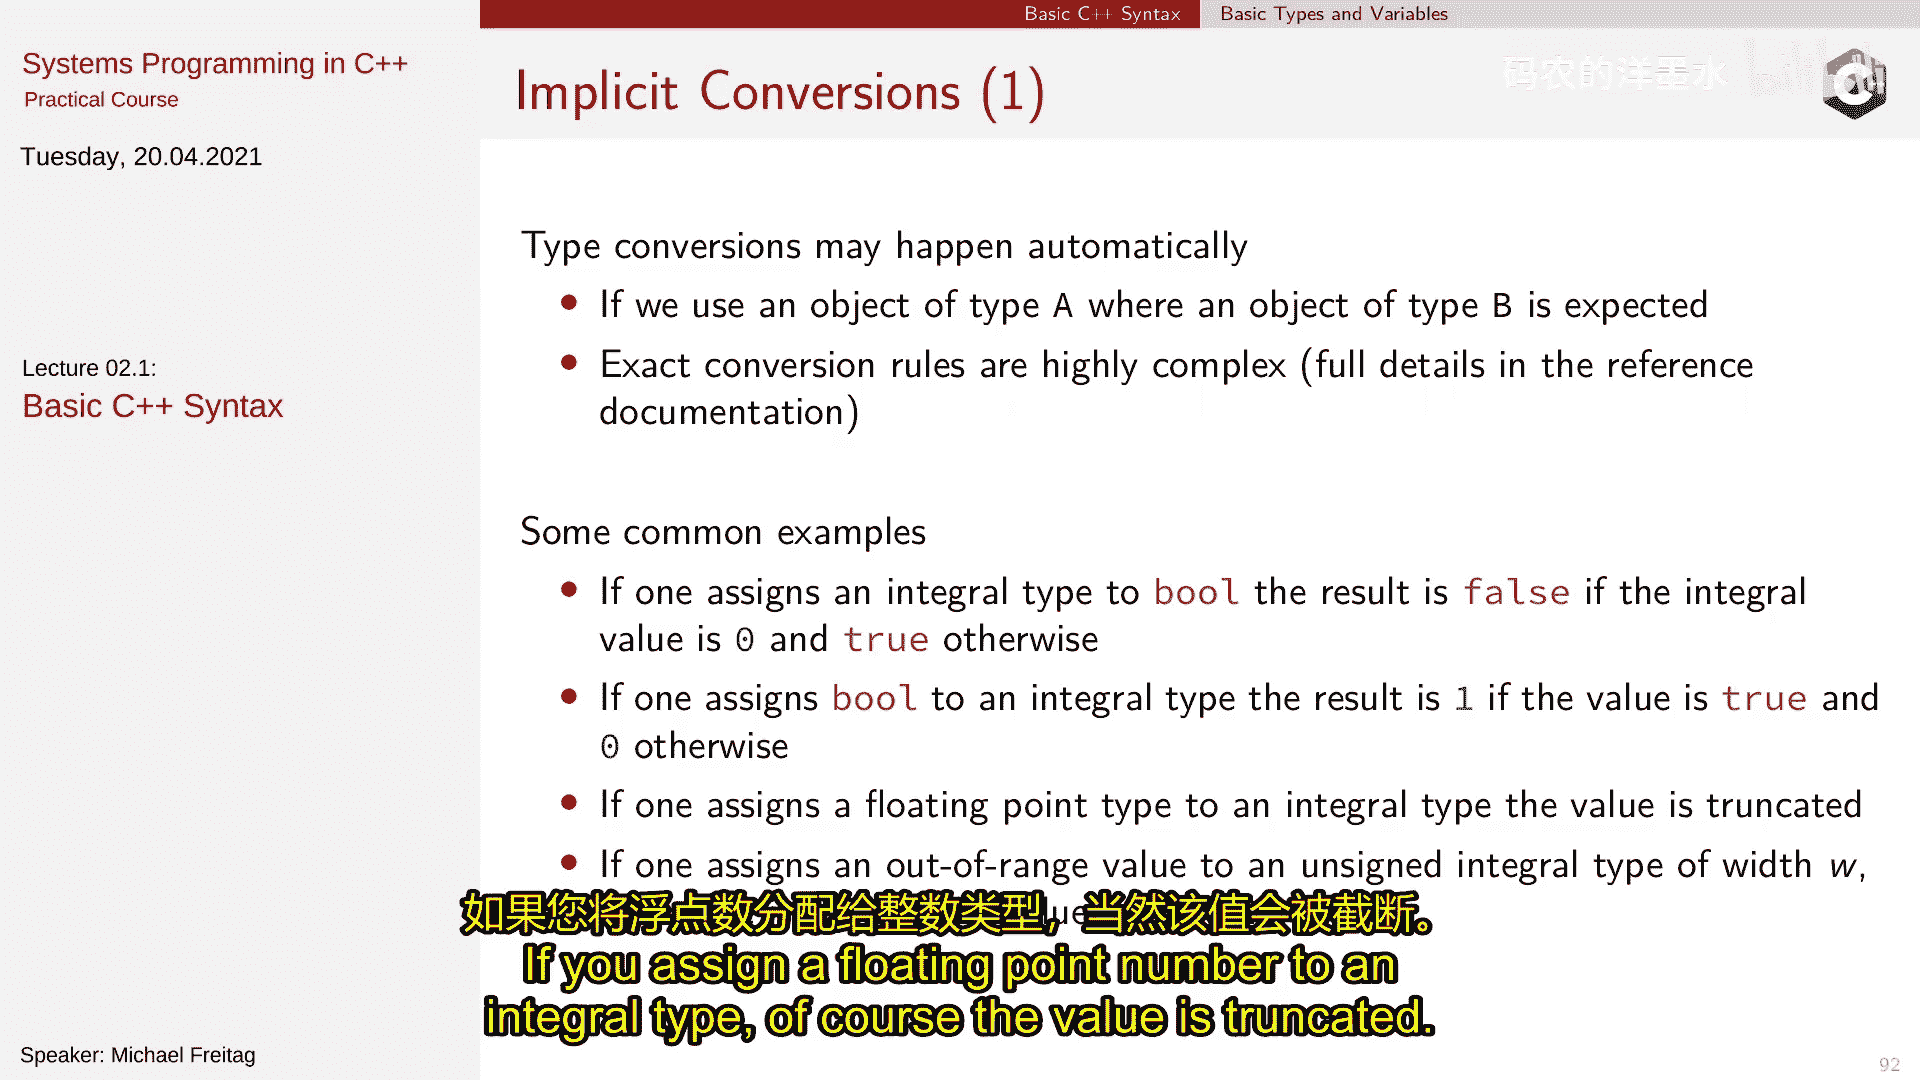 Basic C++ Syntax Basic Types and Variables
Systems Programming in C++
Practical Course
Tuesday, 20.04.2021
Lecture 02.1:
Basic C++ Syntax
Speaker: Michael Freitag
Implicit Conversions (1)
码农的洋墨水
Type conversions may happen automatically
• If we use an object of type A where an object of type B is expected
• Exact conversion rules are highly complex (full details in the reference
documentation)
Some common examples
• If one assigns an integral type to bool the result is false if the integral
value is 0 and true otherwise
• If one assigns bool to an integral type the result is 1 if the value is true and
0 otherwise
• If one assigns a floating point type to an integral type the value is truncated
• If one assigns an out-of-range value to an unsigned integral type of width w,
如果您将浮点数分配给整数类型，当然该值会被截断。
If you assign a floating point number to an
integral type, of course the value is truncated.
92